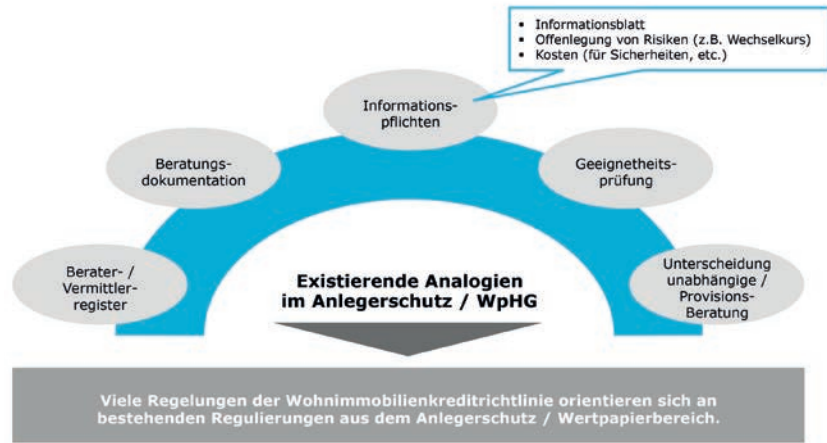 ▪ Informationsblatt
▪ Offenlegung von Risiken (z.B. Wechselkurs)
▪ Kosten (für Sicherheiten, etc.)
Informations-
pflichten
Beratungs-
dokumentation
Geeignetheits-
prüfung
Berater- /
Vermittler-
register
Existierende Analogien
im Anlegerschutz / WpHG
Unterscheidung
unabhängige /
Provisions-
Beratung
Viele Regelungen der Wohnimmobilienkreditrichtlinie orientieren sich an
bestehenden Regulierungen aus dem Anlegerschutz / Wertpapierbereich.